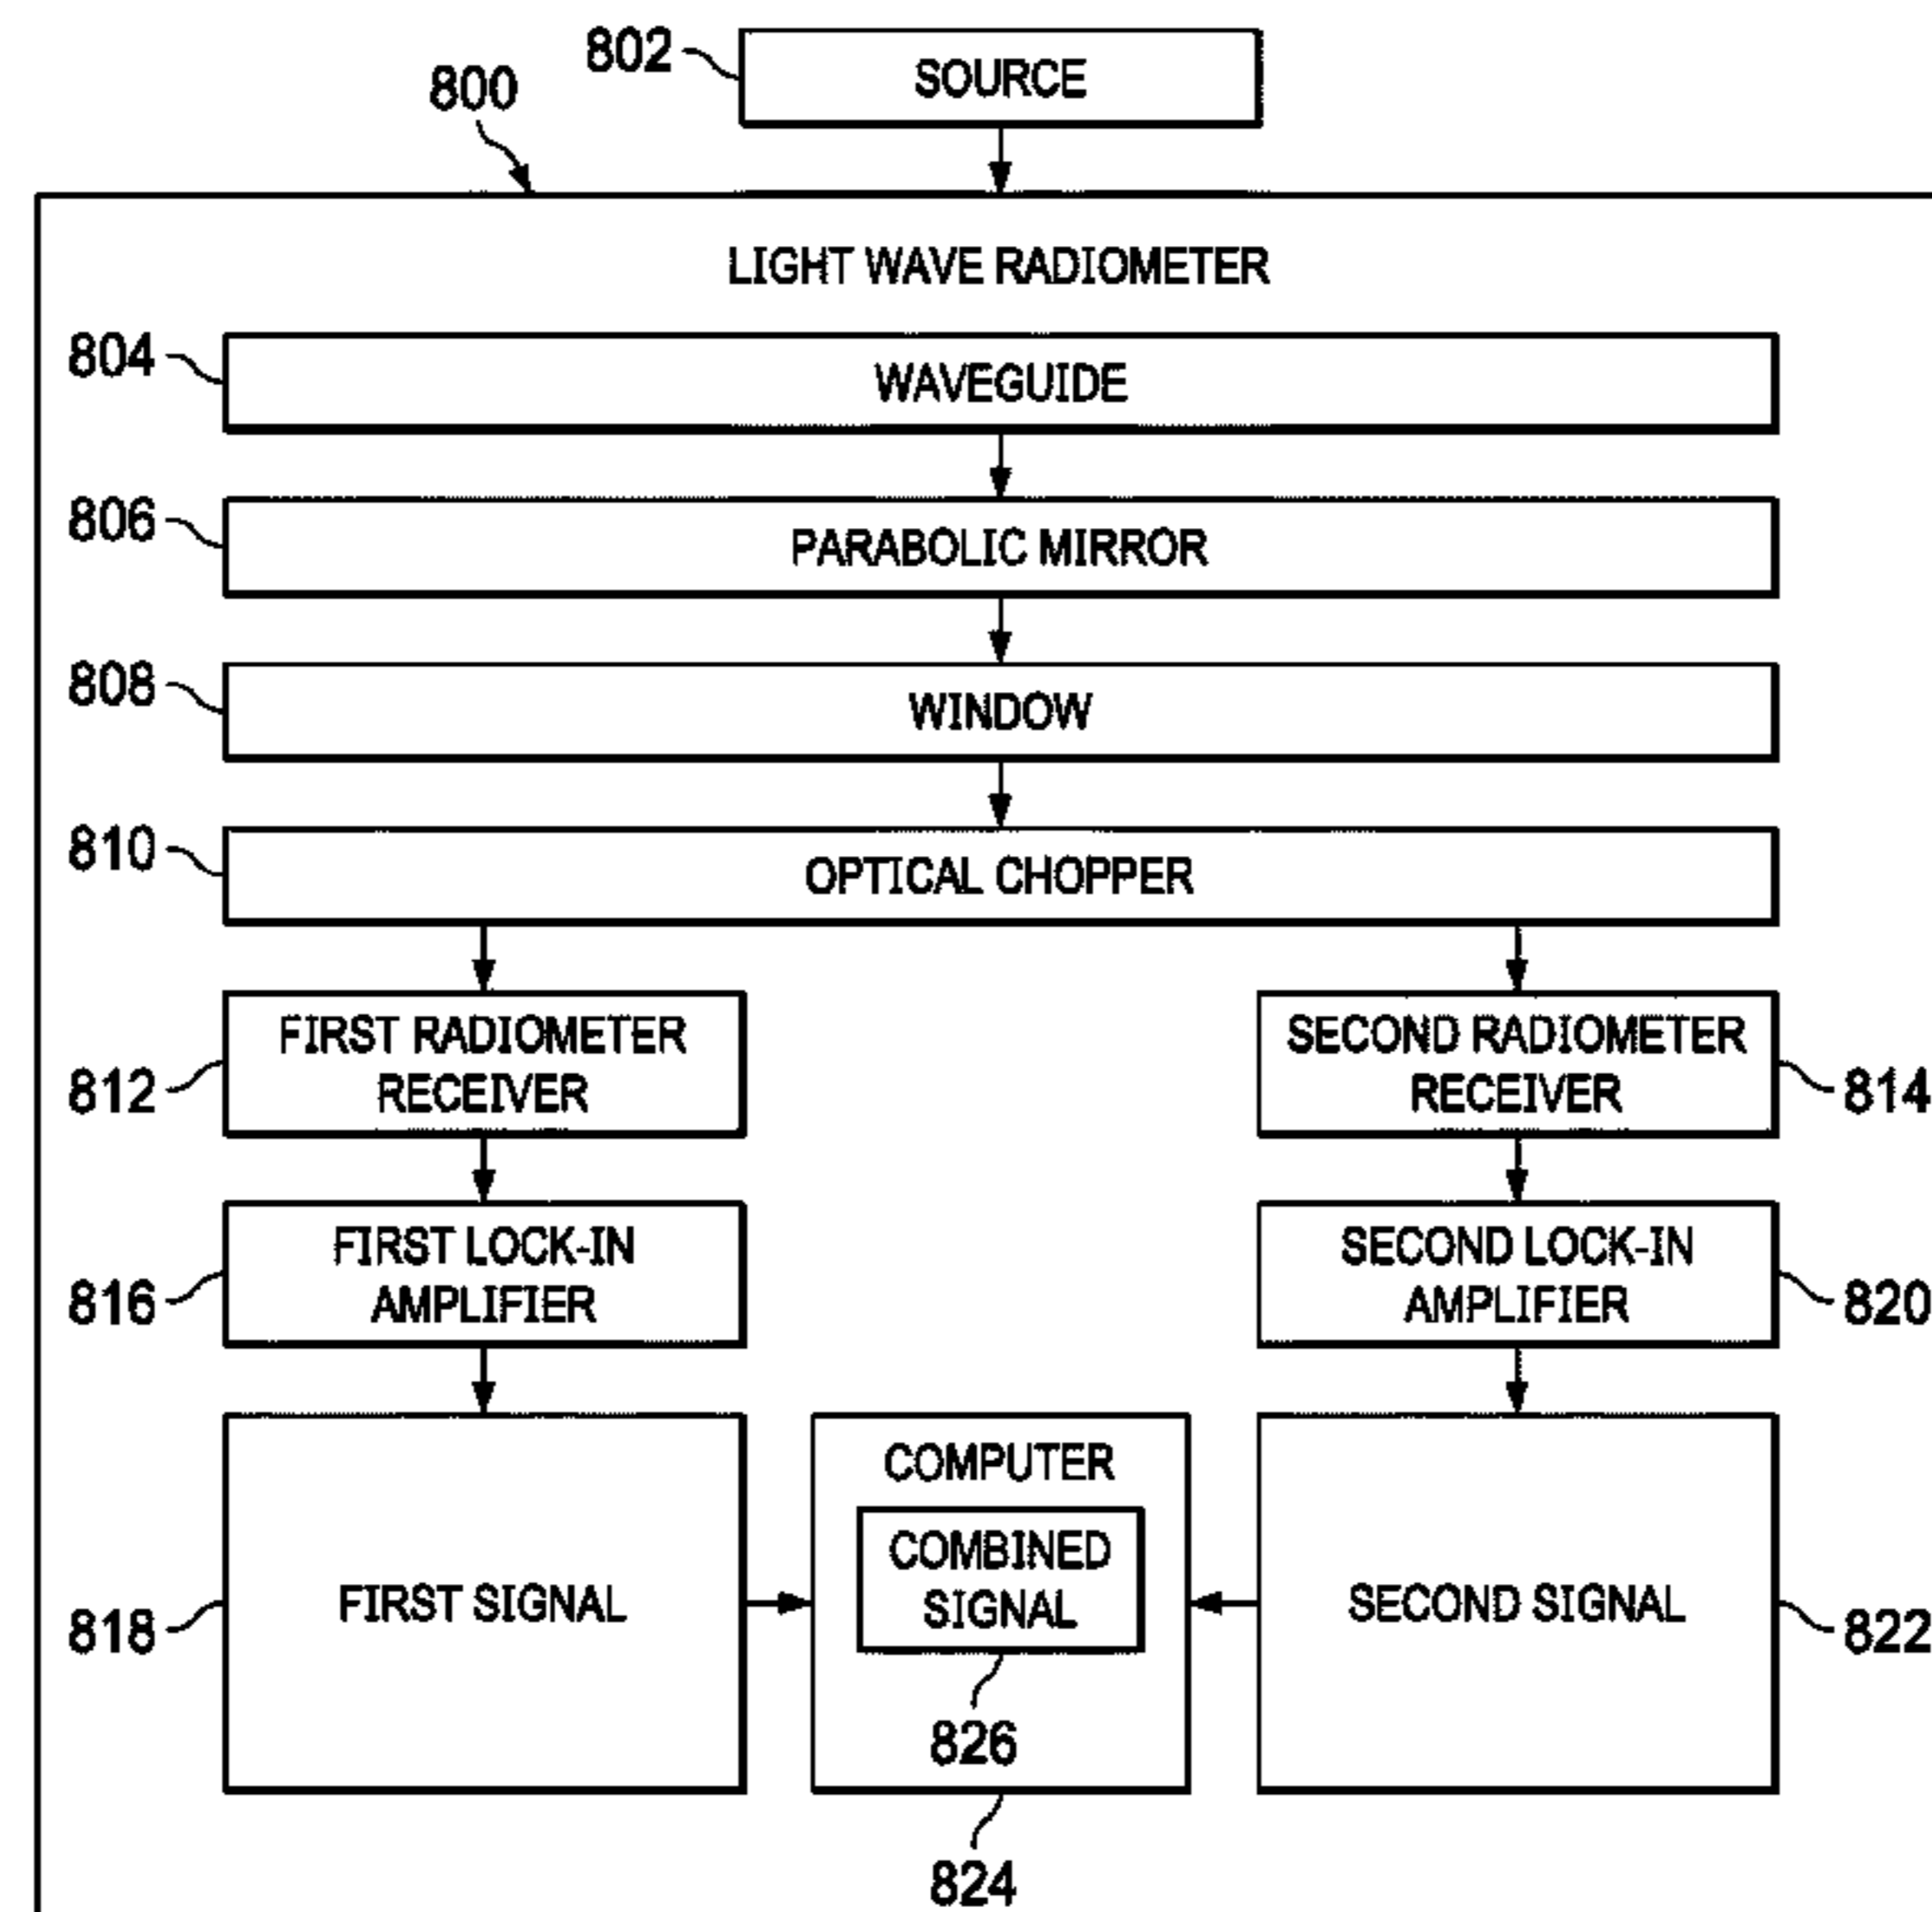 802
SOURCE
800
LIGHT WAVE RADIOMETER
804
WAVEGUIDE
806
PARABOLIC MIRROR
808
WINDOW
810
OPTICAL CHOPPER
FIRST RADIOMETER
RECEIVER
812
SECOND RADIOMETER
RECEIVER
814
FIRST LOCK-IN
AMPLIFIER
816
SECOND LOCK-IN
AMPLIFIER
820
FIRST SIGNAL
818
COMPUTER
COMBINED
SIGNAL
826
824
SECOND SIGNAL
822